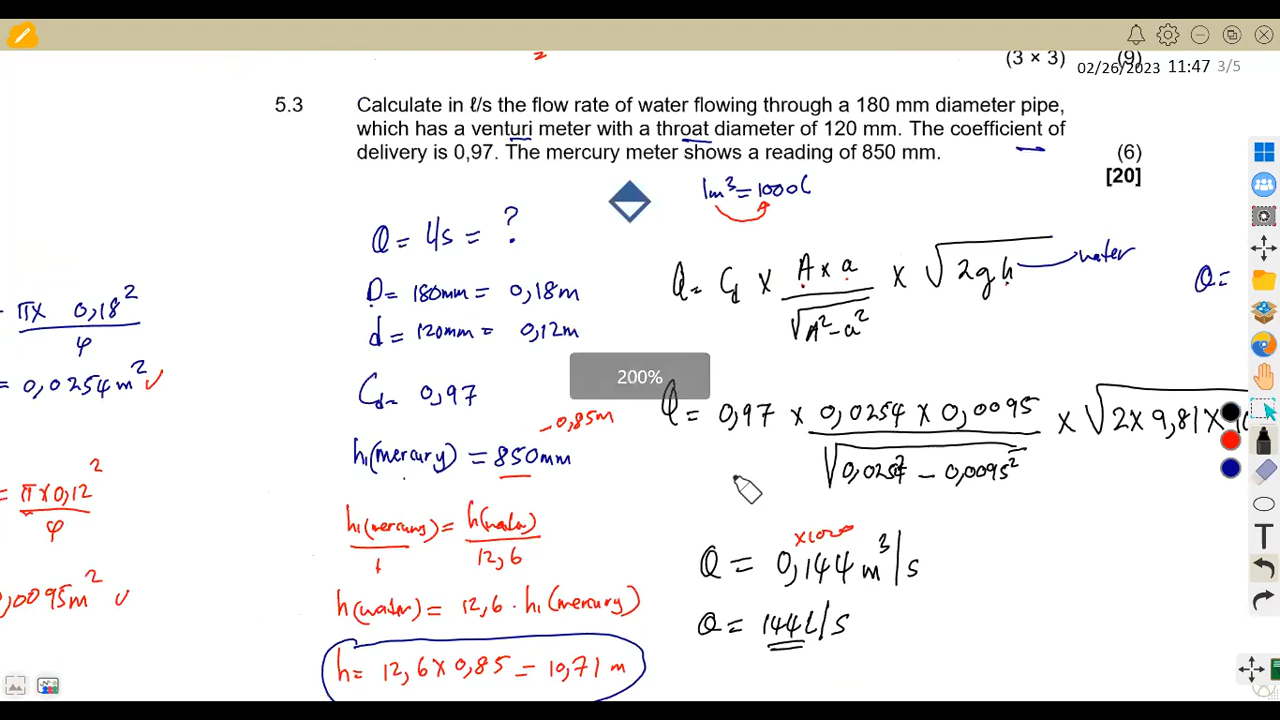 02/26/2023 11:47 3/5
(3 × 3) (9)
2
5.3 Calculate in ℓ/s the flow rate of water flowing through a 180 mm diameter pipe,
which has a venturi meter with a throat diameter of 120 mm. The coefficient of
delivery is 0,97. The mercury meter shows a reading of 850 mm. (6)
[20]
1m³ = 1000L
Q = L/s = ?
D = 180mm = 0,18m
d = 120mm = 0,12m
Cd = 0,97
- 0,85m
h1(mercury) = 850mm
h1(mercury)/1 = h(water)/12,6
h(water) = 12,6 · h1(mercury)
h = 12,6 × 0,85 = 10,71 m
π × 0,18²
4
= 0,0254m² ✓
= π × 0,12²
4
0,0095m² ✓
Q = Cd × A × a / √A² - a² × √2gh water
Q =
Q = 0,97 × 0,0254 × 0,0095 / √0,0254² - 0,0095² × √2 × 9,81 ×
×1000
Q = 0,144 m³/s
Q = 144L/s
200%
T